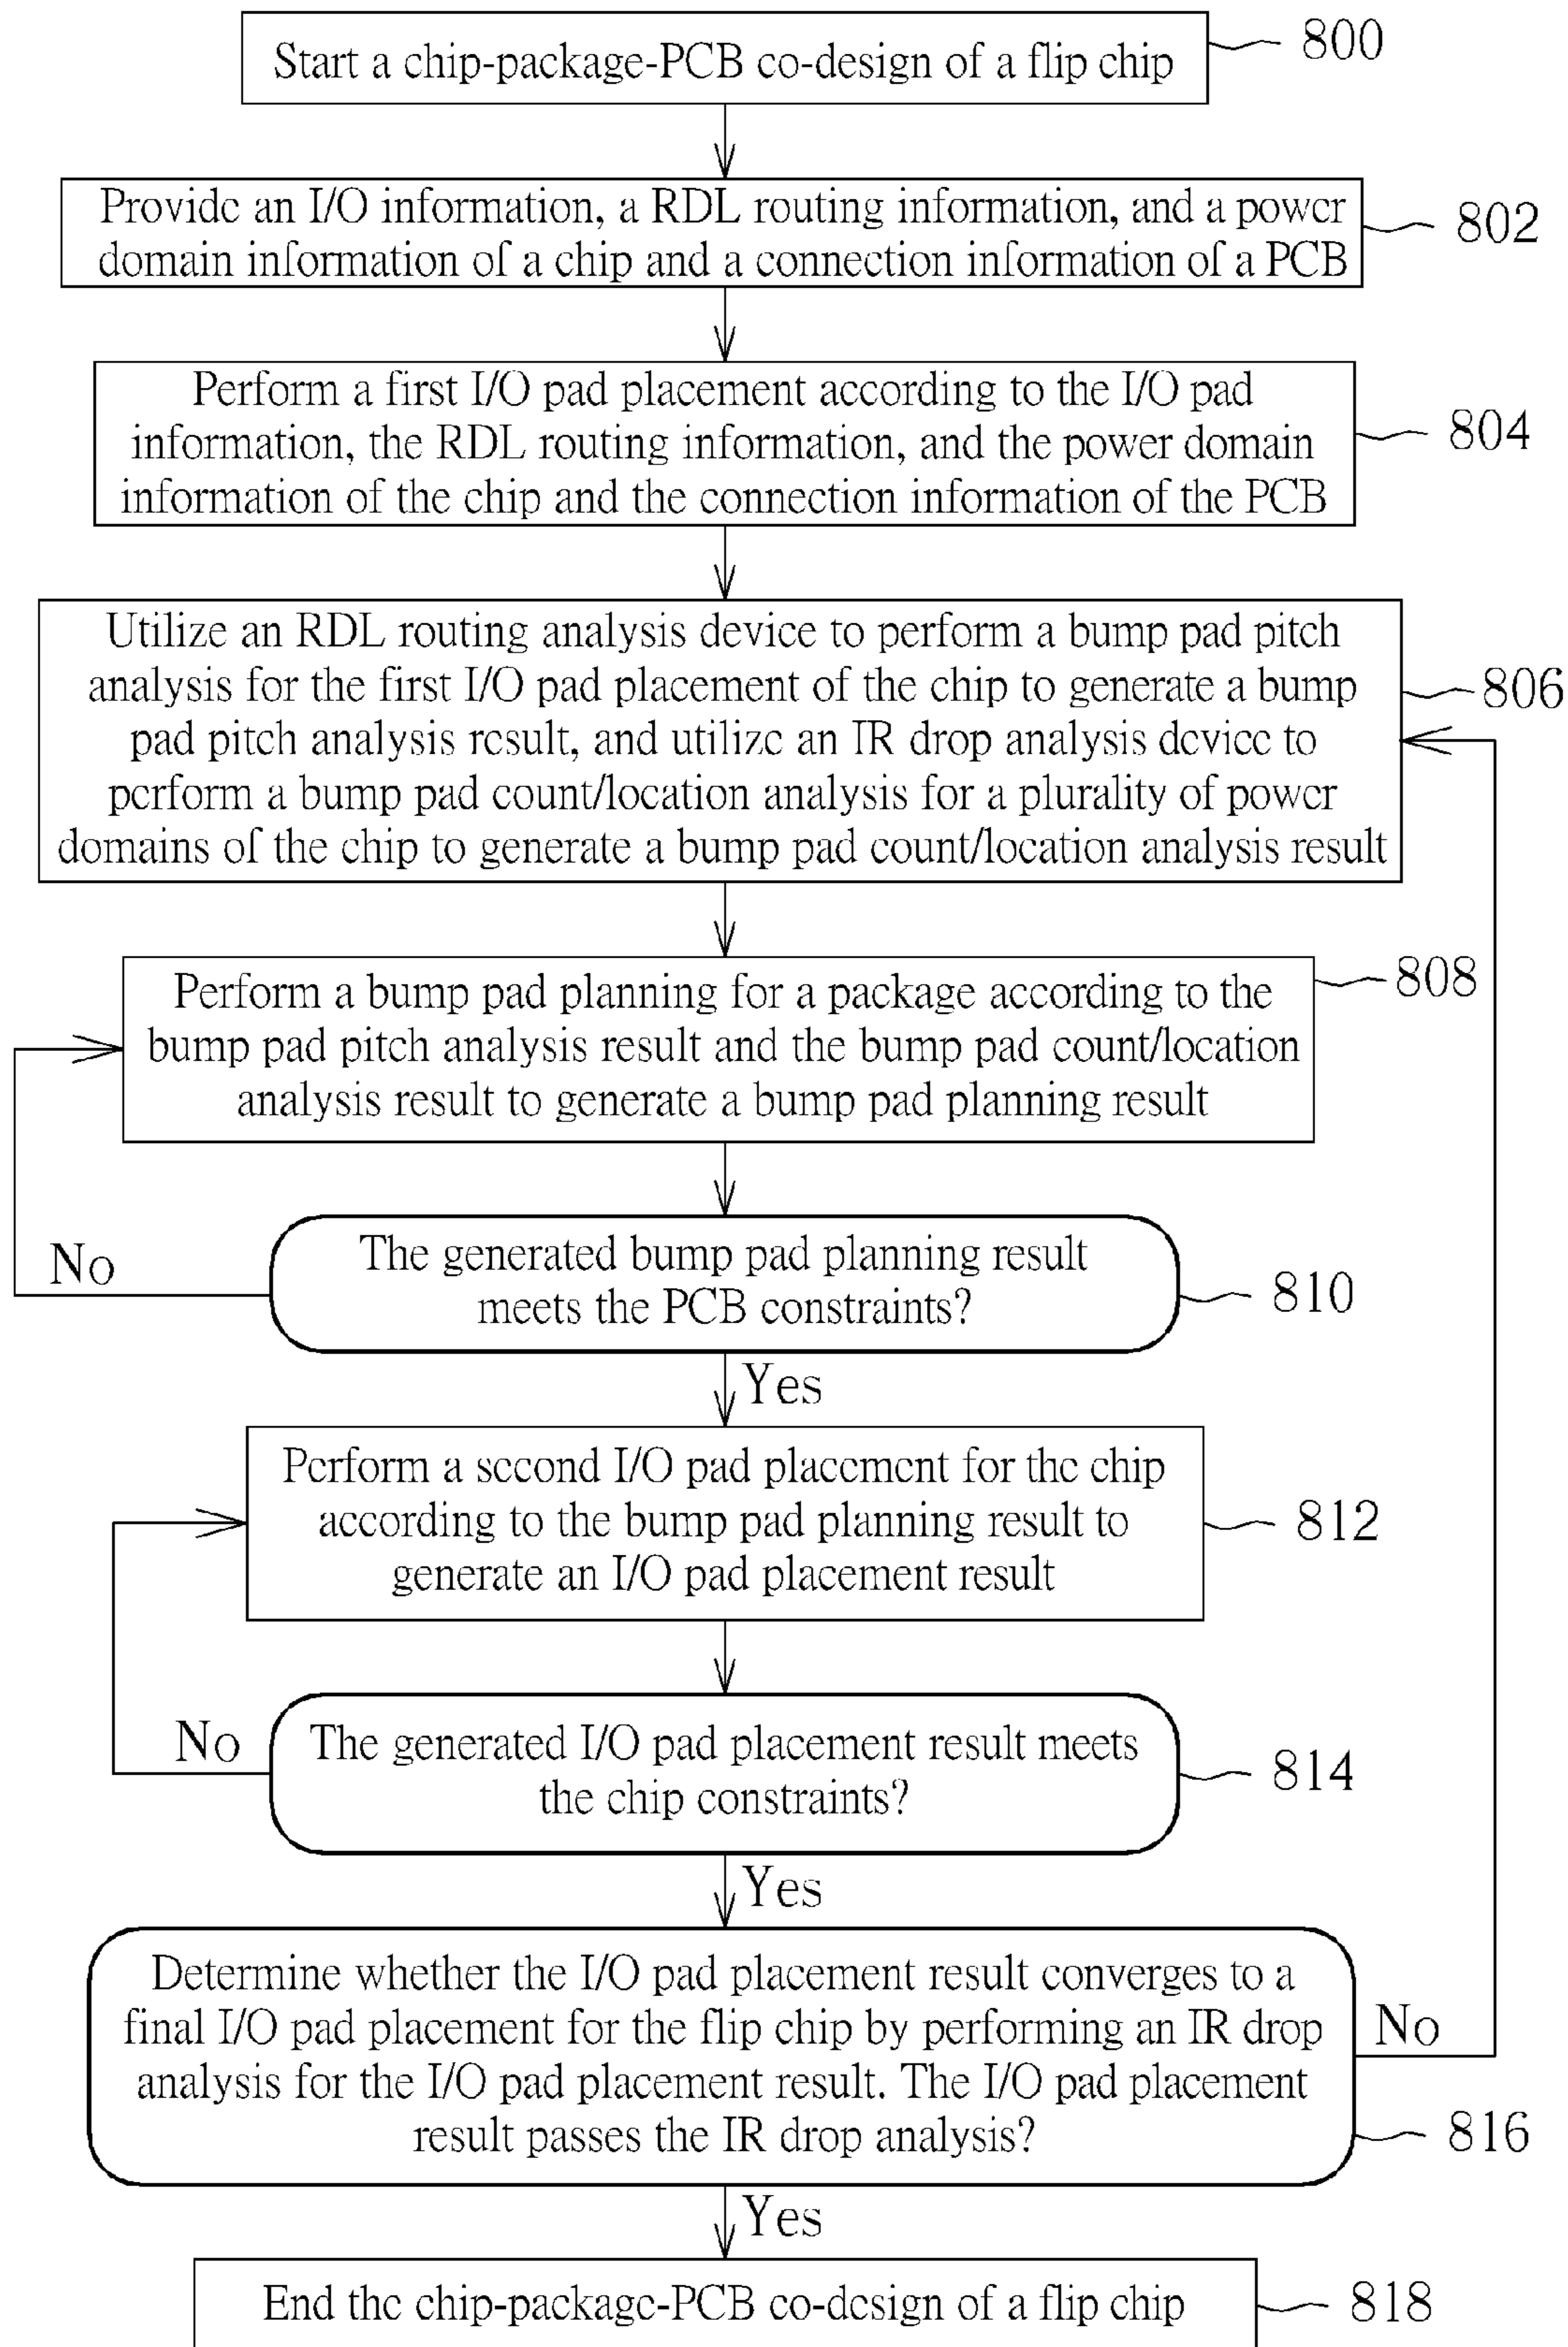 Start a chip-package-PCB co-design of a flip chip
800
Provide an I/O information, a RDL routing information, and a power
domain information of a chip and a connection information of a PCB
802
Perform a first I/O pad placement according to the I/O pad
information, the RDL routing information, and the power domain
information of the chip and the connection information of the PCB
804
Utilize an RDL routing analysis device to perform a bump pad pitch
analysis for the first I/O pad placement of the chip to generate a bump
pad pitch analysis result, and utilize an IR drop analysis device to
perform a bump pad count/location analysis for a plurality of power
domains of the chip to generate a bump pad count/location analysis result
806
Perform a bump pad planning for a package according to the
bump pad pitch analysis result and the bump pad count/location
analysis result to generate a bump pad planning result
808
The generated bump pad planning result
meets the PCB constraints?
810
No
Yes
Perform a second I/O pad placement for the chip
according to the bump pad planning result to
generate an I/O pad placement result
812
The generated I/O pad placement result meets
the chip constraints?
814
No
Yes
Determine whether the I/O pad placement result converges to a
final I/O pad placement for the flip chip by performing an IR drop
analysis for the I/O pad placement result. The I/O pad placement
result passes the IR drop analysis?
816
No
Yes
End the chip-package-PCB co-design of a flip chip
818